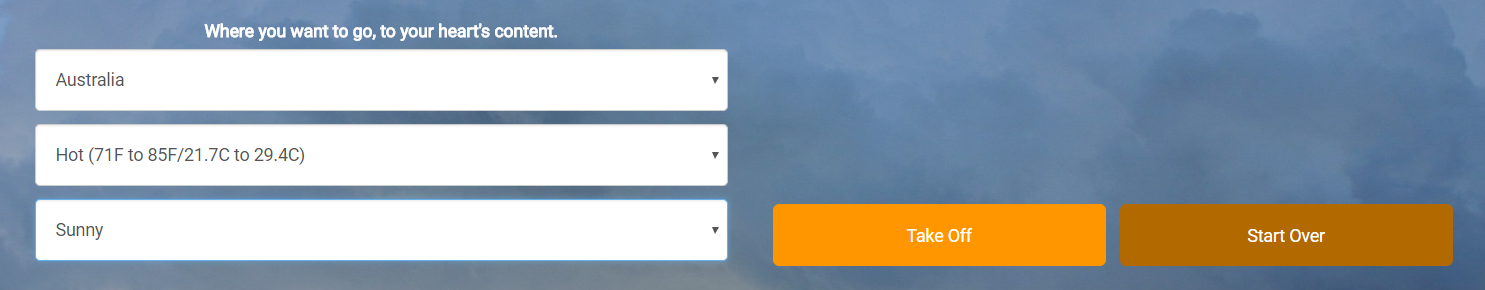 Where you want to go, to your heart's content.
Australia
Hot (71F to 85F/21.7C to 29.4C)
Sunny
Take Off
Start Over